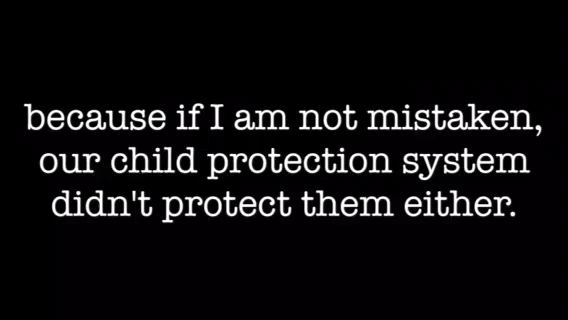 because if I am not mistaken,
our child protection system
didn't protect them either.